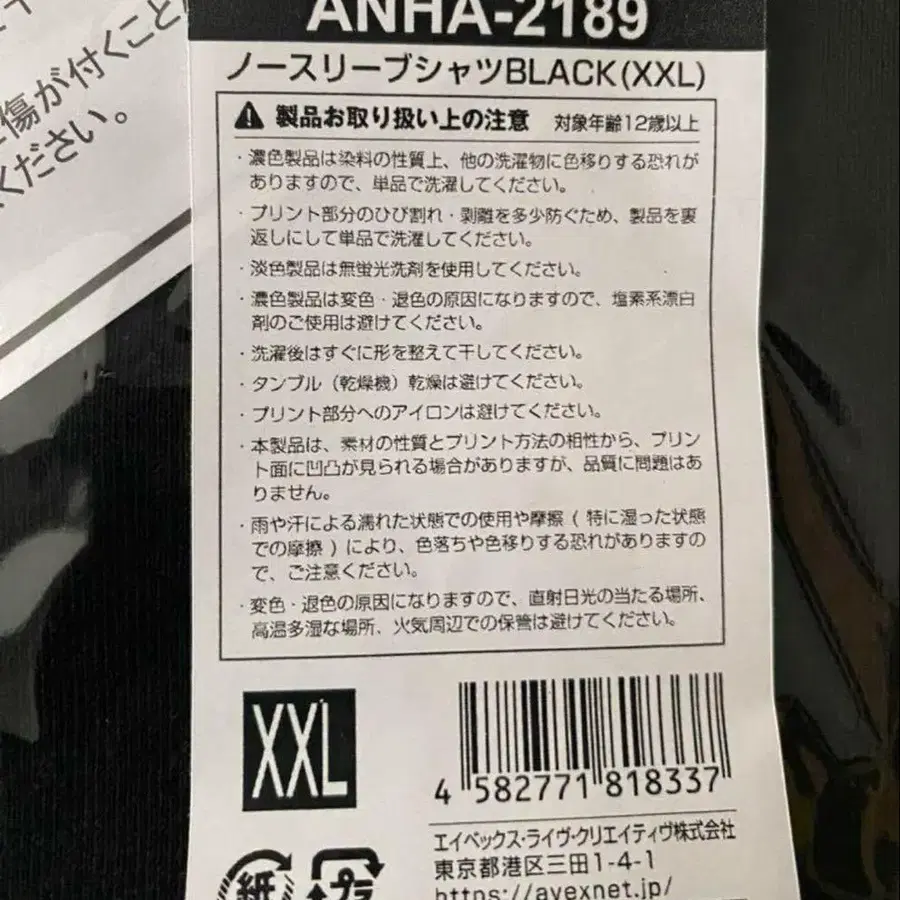 傷が付くこと
ください。
ANHA-2189
ノースリーブシャツBLACK(XXL)
製品お取り扱い上の注意 対象年齢12歳以上
・濃色製品は染料の性質上、他の洗濯物に色移りする恐れが
ありますので、単品で洗濯してください。
・プリント部分のひび割れ・剥離を多少防ぐため、製品を裏
返しにして単品で洗濯してください。
・淡色製品は無蛍光洗剤を使用してください。
・濃色製品は変色・退色の原因になりますので、塩素系漂白
剤のご使用は避けてください。
・洗濯後はすぐに形を整えて干してください。
・タンブル（乾燥機）乾燥は避けてください。
・プリント部分へのアイロンは避けてください。
・本製品は、素材の性質とプリント方法の相性から、プリン
ト面に凹凸が見られる場合がありますが、品質に問題はあ
りません。
・雨や汗による濡れた状態での使用や摩擦 ( 特に湿った状態
での摩擦 ) により、色落ちや色移りする恐れがありますの
で、ご注意ください。
・変色・退色の原因になりますので、直射日光の当たる場所、
高温多湿な場所、火気周辺での保管は避けてください。
XXL
4 582771 818337
エイベックス・ライヴ・クリエイティヴ株式会社
東京都港区三田1-4-1
https://avexnet.jp/
紙
プラ